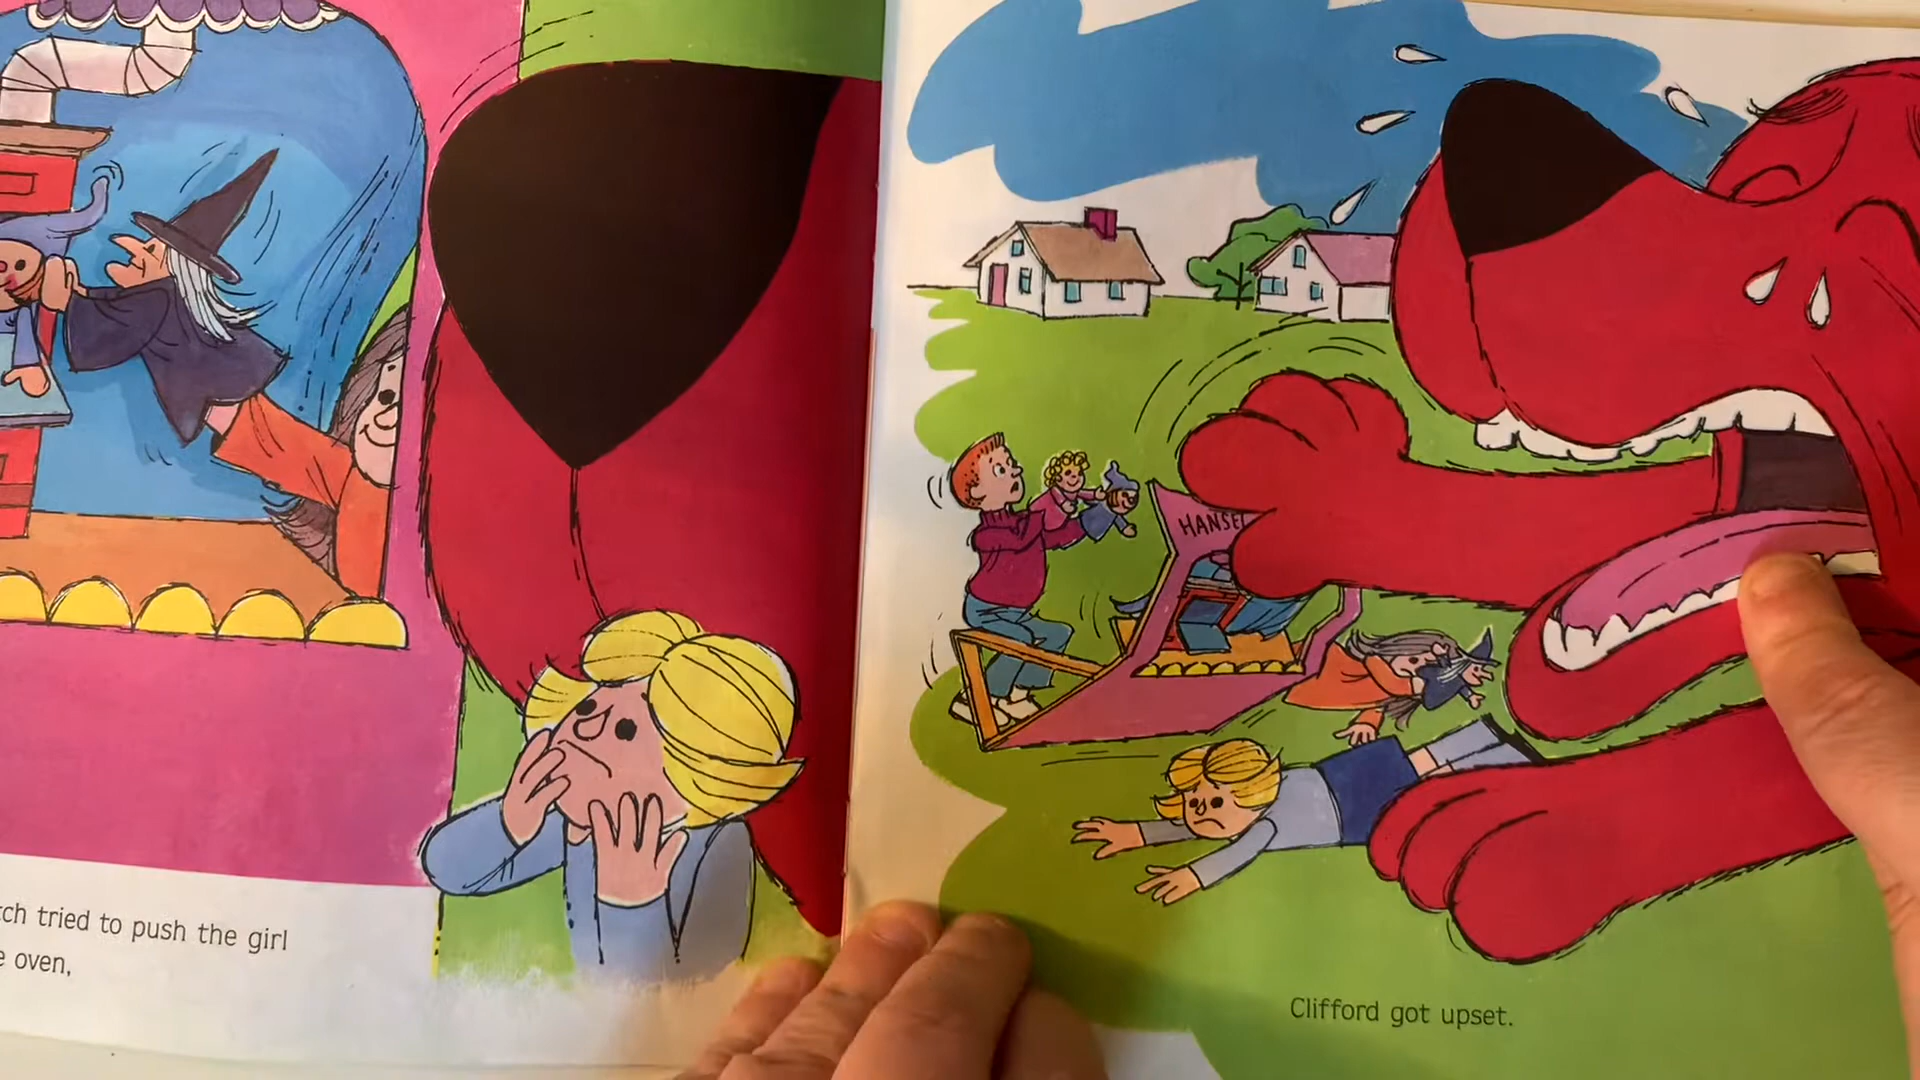 tried to push the girl
oven,
HANSEL
Clifford got upset.